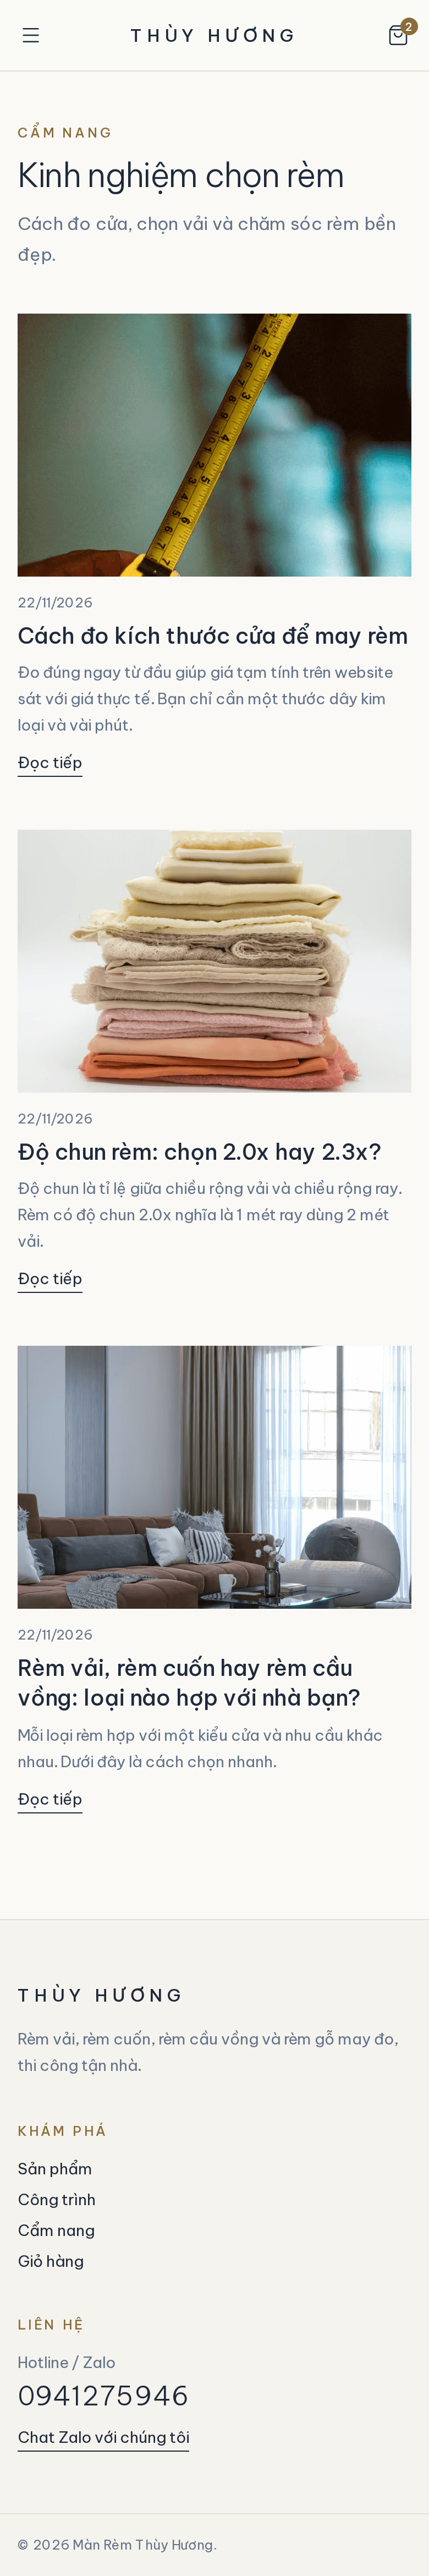 THÙY HƯƠNG
2
CẨM NANG
Kinh nghiệm chọn rèm
Cách đo cửa, chọn vải và chăm sóc rèm bền
đẹp.
22/11/2026
Cách đo kích thước cửa để may rèm
Đo đúng ngay từ đầu giúp giá tạm tính trên website
sát với giá thực tế. Bạn chỉ cần một thước dây kim
loại và vài phút.
Đọc tiếp
22/11/2026
Độ chun rèm: chọn 2.0x hay 2.3x?
Độ chun là tỉ lệ giữa chiều rộng vải và chiều rộng ray.
Rèm có độ chun 2.0x nghĩa là 1 mét ray dùng 2 mét
vải.
Đọc tiếp
22/11/2026
Rèm vải, rèm cuốn hay rèm cầu
vồng: loại nào hợp với nhà bạn?
Mỗi loại rèm hợp với một kiểu cửa và nhu cầu khác
nhau. Dưới đây là cách chọn nhanh.
Đọc tiếp
THÙY HƯƠNG
Rèm vải, rèm cuốn, rèm cầu vồng và rèm gỗ may đo,
thi công tận nhà.
KHÁM PHÁ
Sản phẩm
Công trình
Cẩm nang
Giỏ hàng
LIÊN HỆ
Hotline / Zalo
0941275946
Chat Zalo với chúng tôi
© 2026 Màn Rèm Thùy Hương.